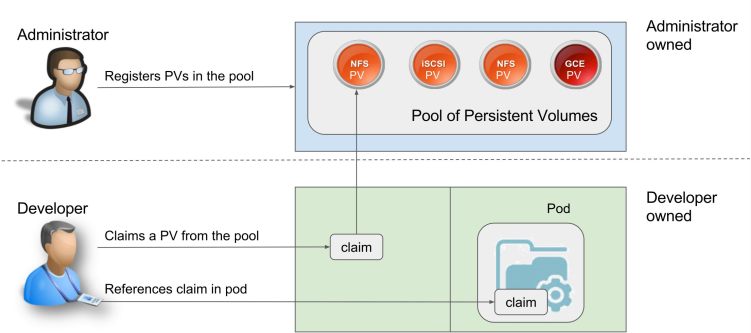 Administrator
Administrator
owned
Registers PVs in the pool
NFS
PV
iSCSI
PV
NFS
PV
GCE
PV
Pool of Persistent Volumes
Developer
Developer
owned
Pod
Claims a PV from the pool
claim
References claim in pod
claim